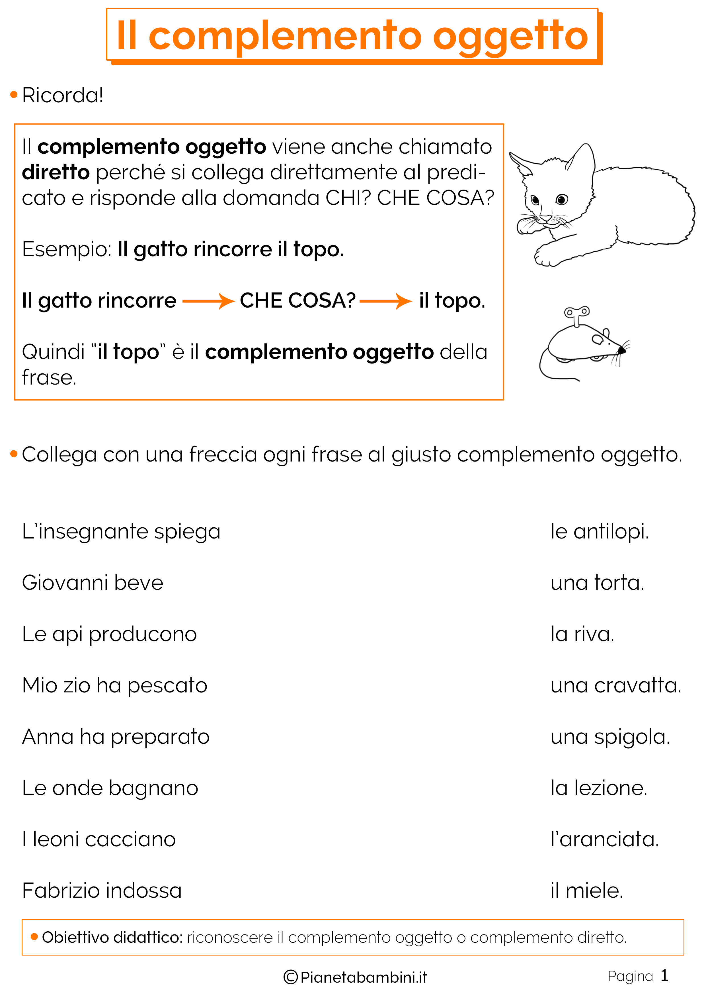 Il complemento oggetto
Ricorda!
Il complemento oggetto viene anche chiamato
diretto perché si collega direttamente al predi-
cato e risponde alla domanda CHI? CHE COSA?
Esempio: Il gatto rincorre il topo.
Il gatto rincorre CHE COSA? il topo.
Quindi “il topo” è il complemento oggetto della
frase.
Collega con una freccia ogni frase al giusto complemento oggetto.
L'insegnante spiega le antilopi.
Giovanni beve una torta.
Le api producono la riva.
Mio zio ha pescato una cravatta.
Anna ha preparato una spigola.
Le onde bagnano la lezione.
I leoni cacciano l'aranciata.
Fabrizio indossa il miele.
Obiettivo didattico: riconoscere il complemento oggetto o complemento diretto.
©Pianetabambini.it Pagina 1